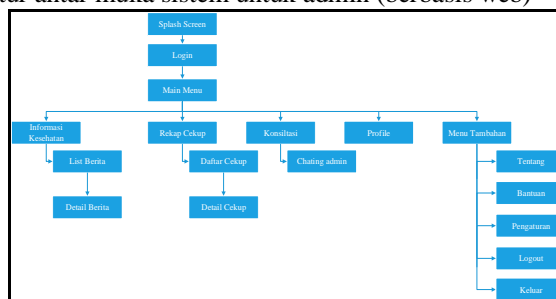 tur antar muka sistem untuk admin (berbasis web)
Splash Screen
Login
Main Menu
Informasi
Kesehatan
Rekap Cekup
Konsiltasi
Profile
Menu Tambahan
List Berita
Daftar Cekup
Chating admin
Tentang
Detail Berita
Detail Cekup
Bantuan
Pengaturan
Logout
Keluar